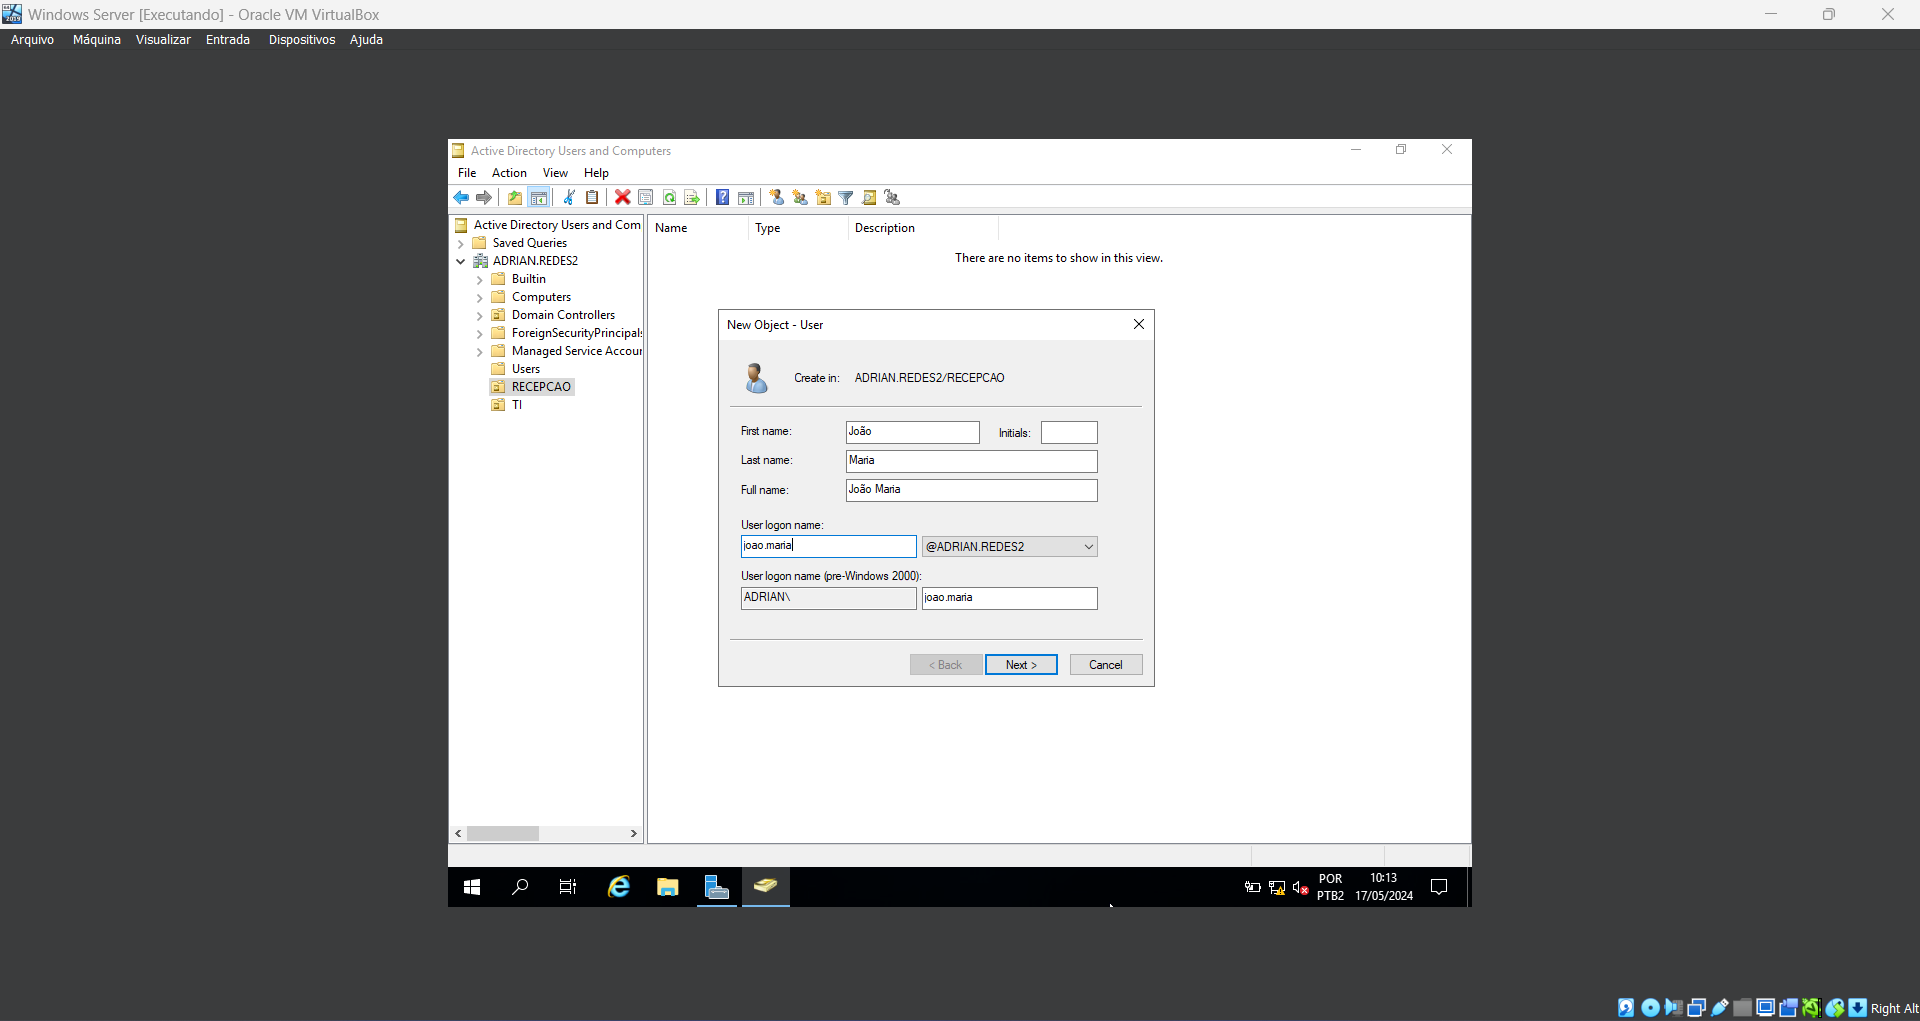 Windows Server [Executando] - Oracle VM VirtualBox
Arquivo Máquina Visualizar Entrada Dispositivos Ajuda
Active Directory Users and Computers
File Action View Help
Active Directory Users and Com
Saved Queries
ADRIAN.REDES2
Builtin
Computers
Domain Controllers
ForeignSecurityPrincipals
Managed Service Accour
Users
RECEPCAO
TI
Name Type Description
There are no items to show in this view.
New Object - User
Create in: ADRIAN.REDES2/RECEPCAO
First name: João Initials:
Last name: Maria
Full name: João Maria
User logon name:
joao.maria @ADRIAN.REDES2
User logon name (pre-Windows 2000):
ADRIAN\ joao.maria
< Back Next > Cancel
POR 10:13
PTB2 17/05/2024
Right Alt